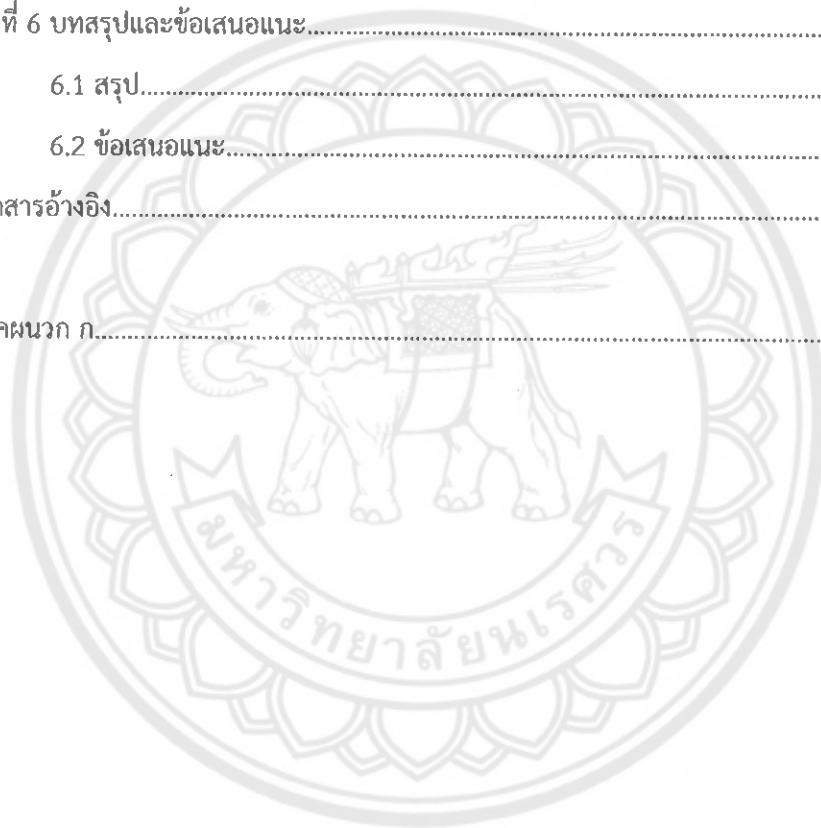 ที่ 6 บทสรุปและข้อเสนอแนะ
6.1 สรุป
6.2 ข้อเสนอแนะ
สารอ้างอิง
ผนวก ก
มหาวิทยาลัยนเรศวร